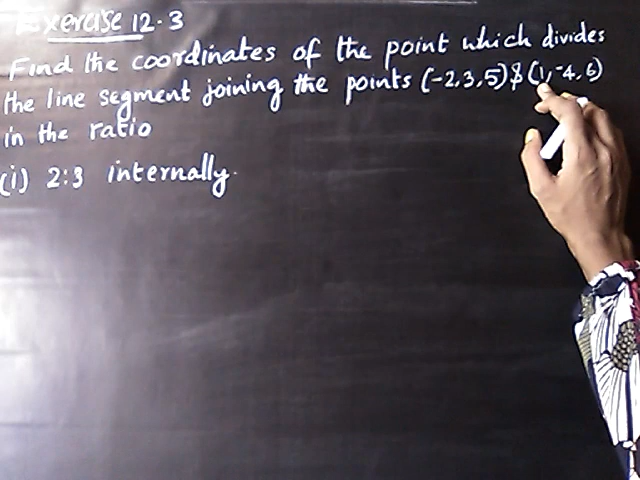 Exercise 12.3
Find the coordinates of the point which divides
the line segment joining the points (-2,3,5) & (1,-4,6)
in the ratio
(i) 2:3 internally.